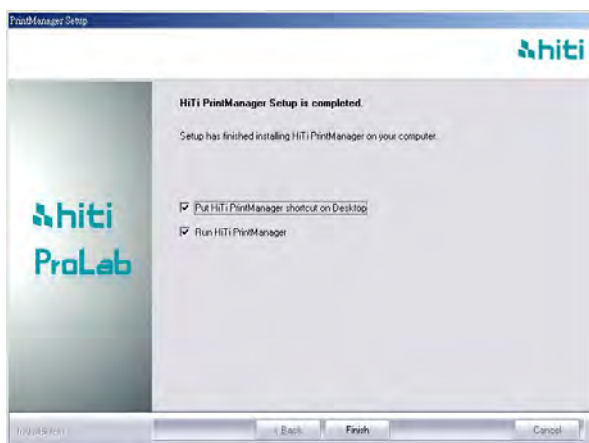 PrintManager Setup
hiti
HiTi PrintManager Setup is completed.
Setup has finished installing HiTi PrintManager on your computer.
hiti
ProLab
Put HiTi PrintManager shortcut on Desktop
Run HiTi PrintManager
InstallShield
< Back
Finish
Cancel